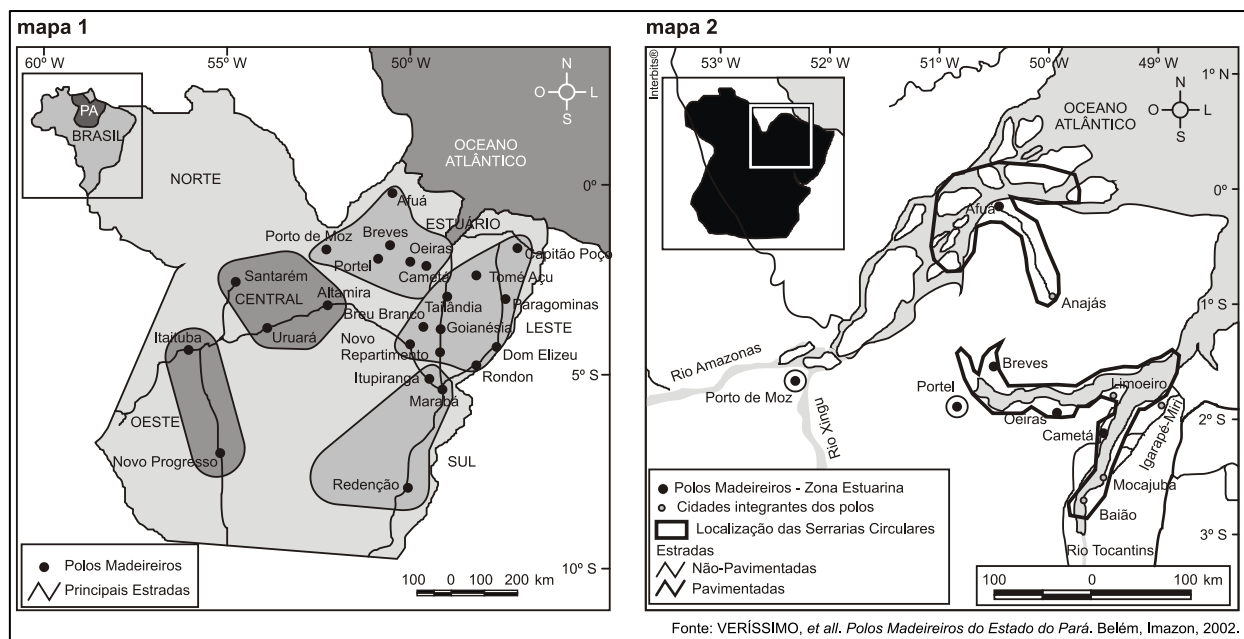 mapa 1
60º W
55º W
50º W
N
O
L
S
PA
BRASIL
OCEANO
ATLÂNTICO
NORTE
0º
Afuá
ESTUÁRIO
Porto de Moz
Breves
Oeiras
Capitão Poço
Portel
Cametá
Tomé Açu
Santarém
CENTRAL
Altamira
Tailândia
Paragominas
Breu Branco
Goianésia
LESTE
Itaituba
Uruará
Novo
Repartimento
Dom Elizeu
Itupiranga
Rondon
5º S
Marabá
OESTE
Novo Progresso
SUL
Redenção
Polos Madeireiros
Principais Estradas
100 0 100 200 km
10º S
mapa 2
Interbits®
53º W
52º W
51º W
50º W
49º W
1º N
OCEANO
ATLÂNTICO
N
O
L
S
0º
Afuá
Anajás
1º S
Rio Amazonas
Breves
Porto de Moz
Portel
Limoeiro
Rio Xingu
Oeiras
2º S
Cametá
Igarapé-Miri
Mocajuba
Baião
Rio Tocantins
3º S
Polos Madeireiros - Zona Estuarina
Cidades integrantes dos polos
Localização das Serrarias Circulares
Estradas
Não-Pavimentadas
Pavimentadas
100 0 100
km
Fonte: VERÍSSIMO, et all. Polos Madeireiros do Estado do Pará. Belém, Imazon, 2002.